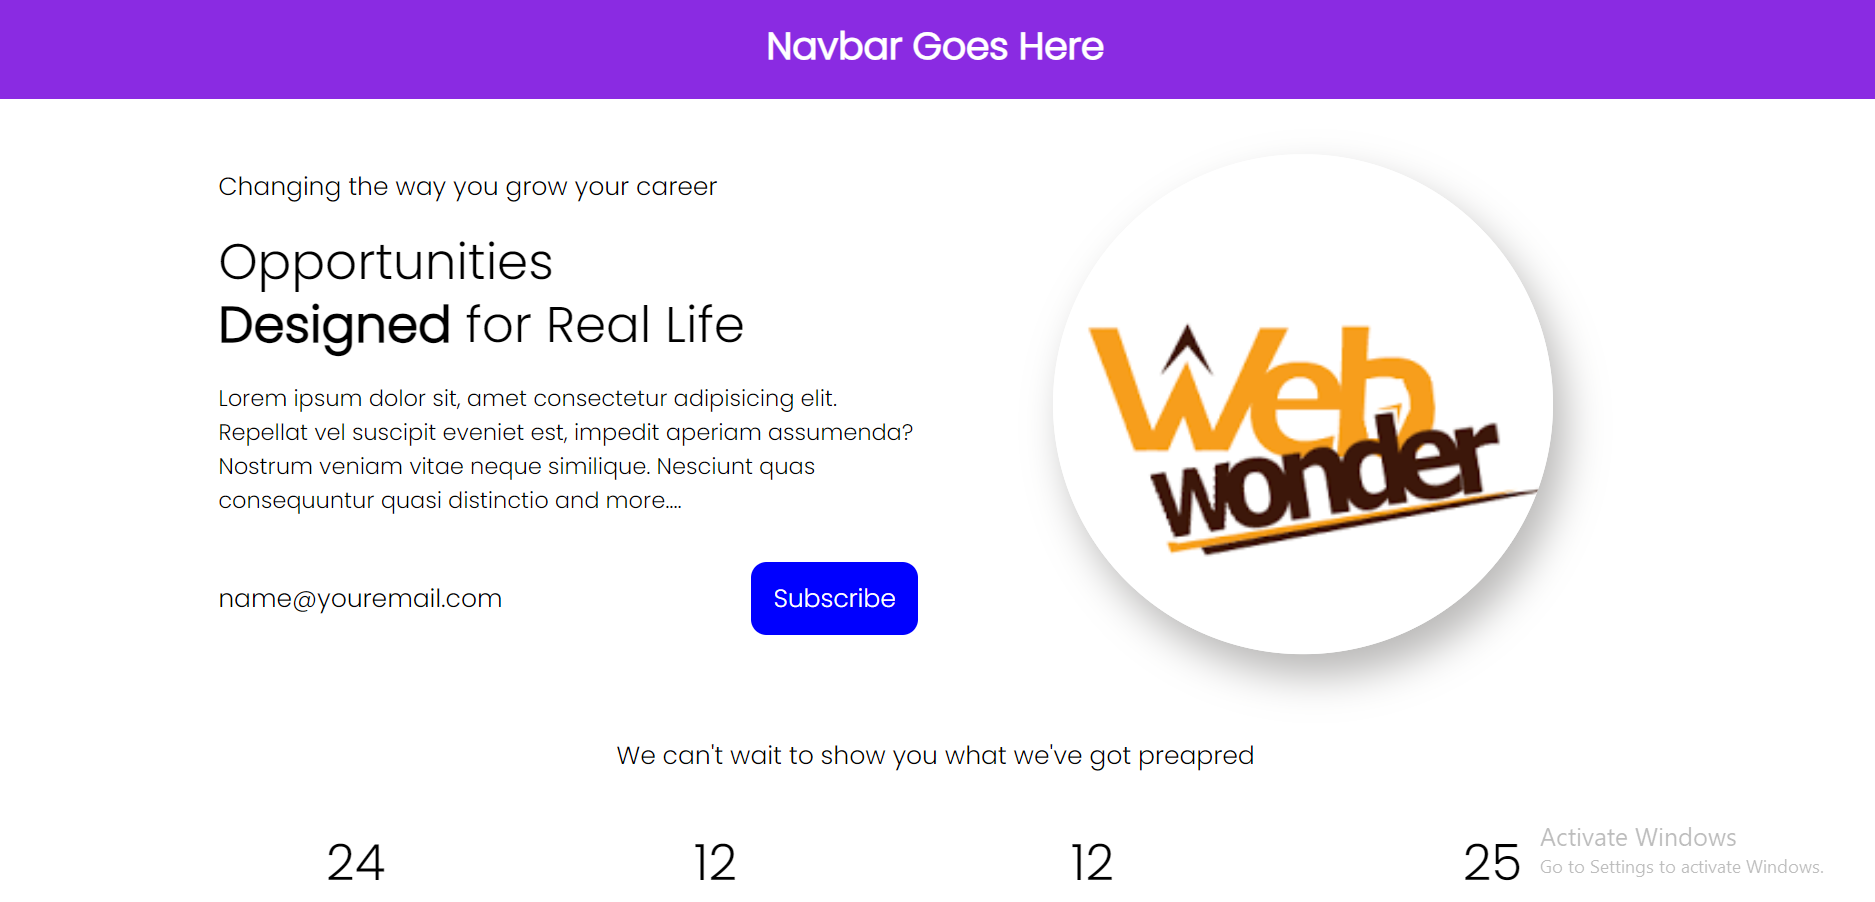 Navbar Goes Here
Changing the way you grow your career
Opportunities
Designed for Real Life
Lorem ipsum dolor sit, amet consectetur adipisicing elit.
Repellat vel suscipit eveniet est, impedit aperiam assumenda?
Nostrum veniam vitae neque similique. Nesciunt quas
consequuntur quasi distinctio and more....
name@youremail.com
Subscribe
Web
wonder
We can't wait to show you what we've got preapred
24 12 12 25
Activate Windows
Go to Settings to activate Windows.